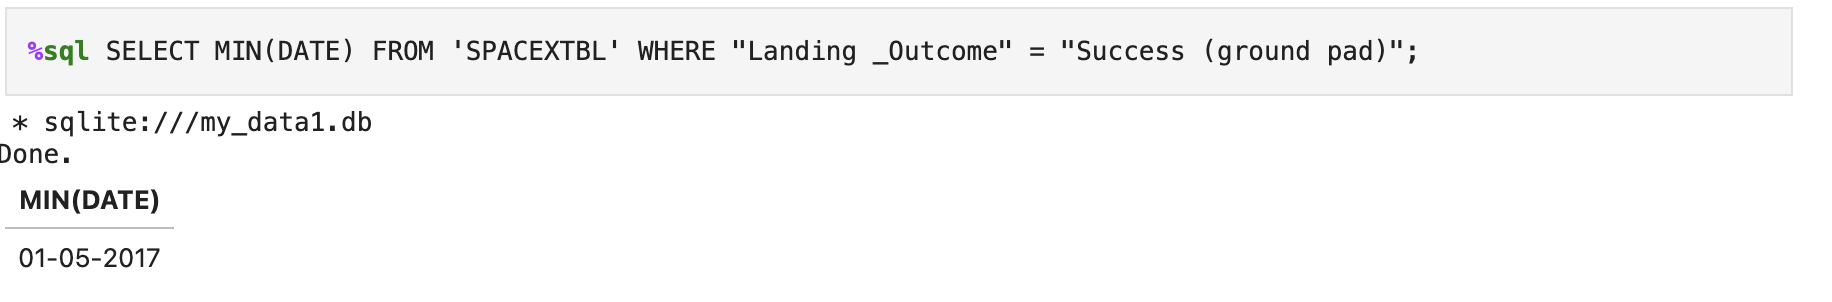 %sql SELECT MIN(DATE) FROM 'SPACEXTBL' WHERE "Landing _Outcome" = "Success (ground pad)";
* sqlite:///my_data1.db
Done.
MIN(DATE)
01-05-2017